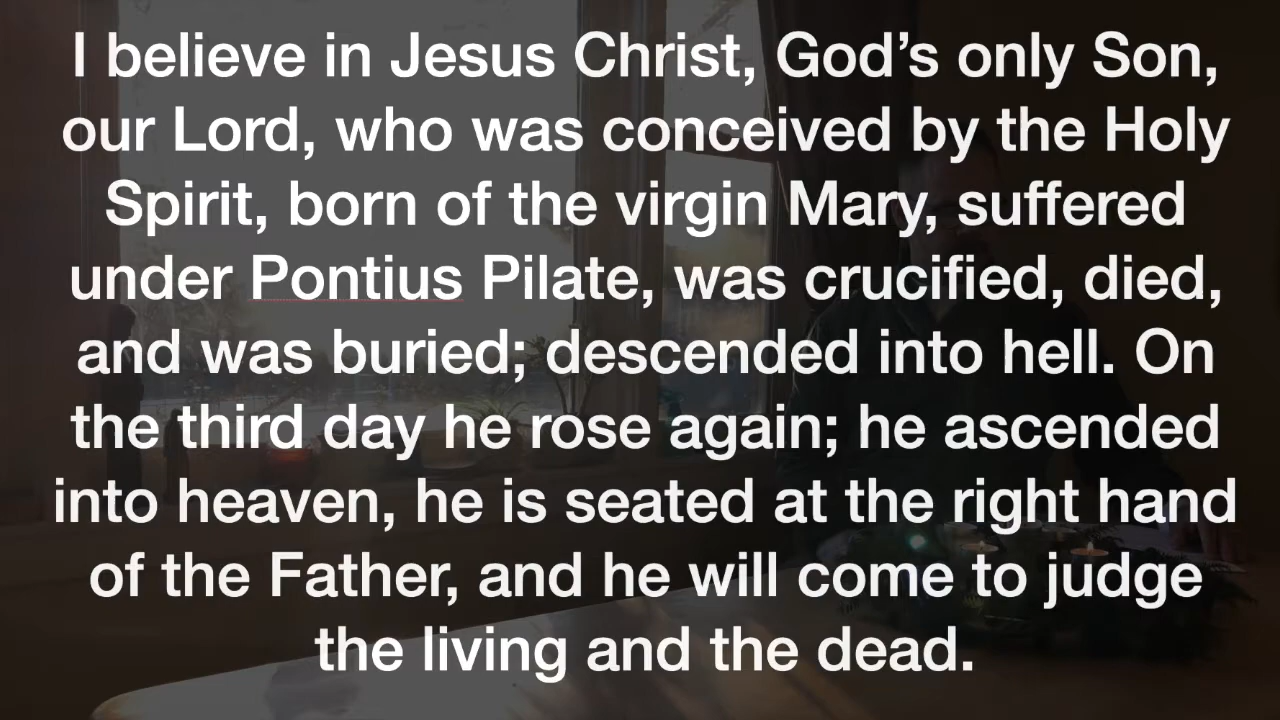 I believe in Jesus Christ, God’s only Son,
our Lord, who was conceived by the Holy
Spirit, born of the virgin Mary, suffered
under Pontius Pilate, was crucified, died,
and was buried; descended into hell. On
the third day he rose again; he ascended
into heaven, he is seated at the right hand
of the Father, and he will come to judge
the living and the dead.